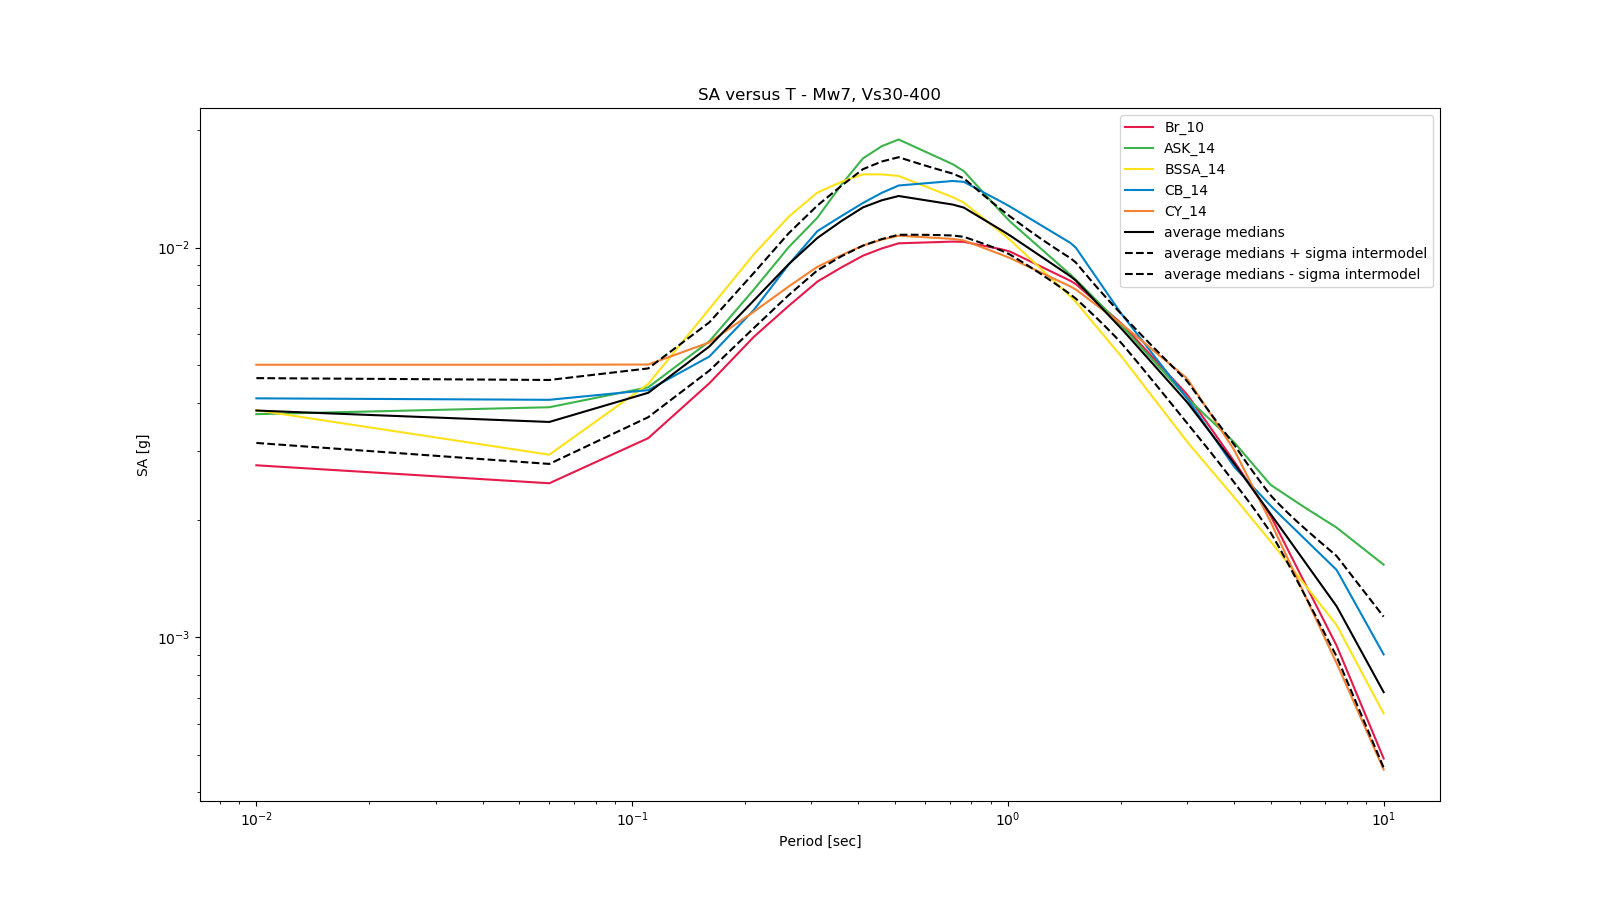 SA versus T - Mw7, Vs30-400
Br_10
ASK_14
BSSA_14
CB_14
CY_14
average medians
average medians + sigma intermodel
average medians - sigma intermodel
SA [g]
10⁻²
10⁻³
10⁻² 10⁻¹ 10⁰ 10¹
Period [sec]